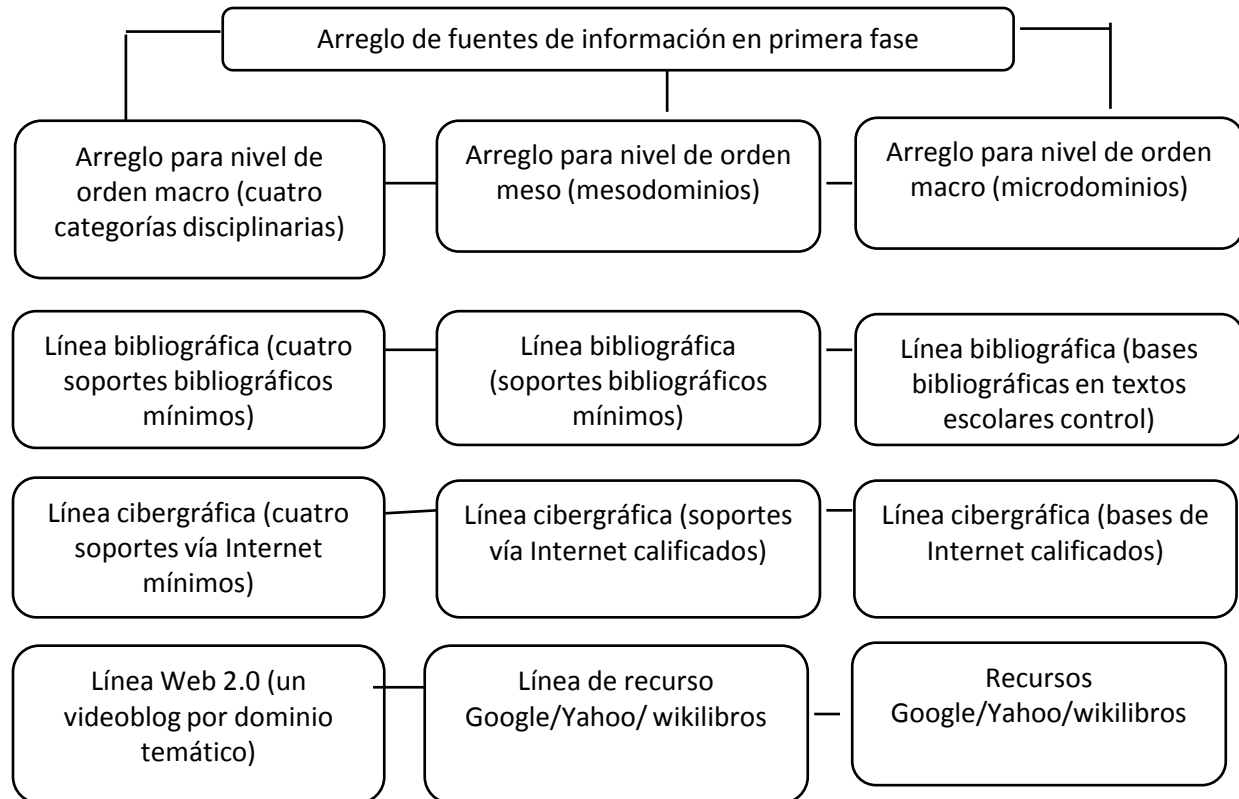 Arreglo de fuentes de información en primera fase
Arreglo para nivel de
orden macro (cuatro
categorías disciplinarias)
Arreglo para nivel de orden
meso (mesodominios)
Arreglo para nivel de orden
macro (microdominios)
Línea bibliográfica (cuatro
soportes bibliográficos
mínimos)
Línea bibliográfica
(soportes bibliográficos
mínimos)
Línea bibliográfica (bases
bibliográficas en textos
escolares control)
Línea cibergráfica (cuatro
soportes vía Internet
mínimos)
Línea cibergráfica (soportes
vía Internet calificados)
Línea cibergráfica (bases de
Internet calificados)
Línea Web 2.0 (un
videoblog por dominio
temático)
Línea de recurso
Google/Yahoo/ wikilibros
Recursos
Google/Yahoo/wikilibros